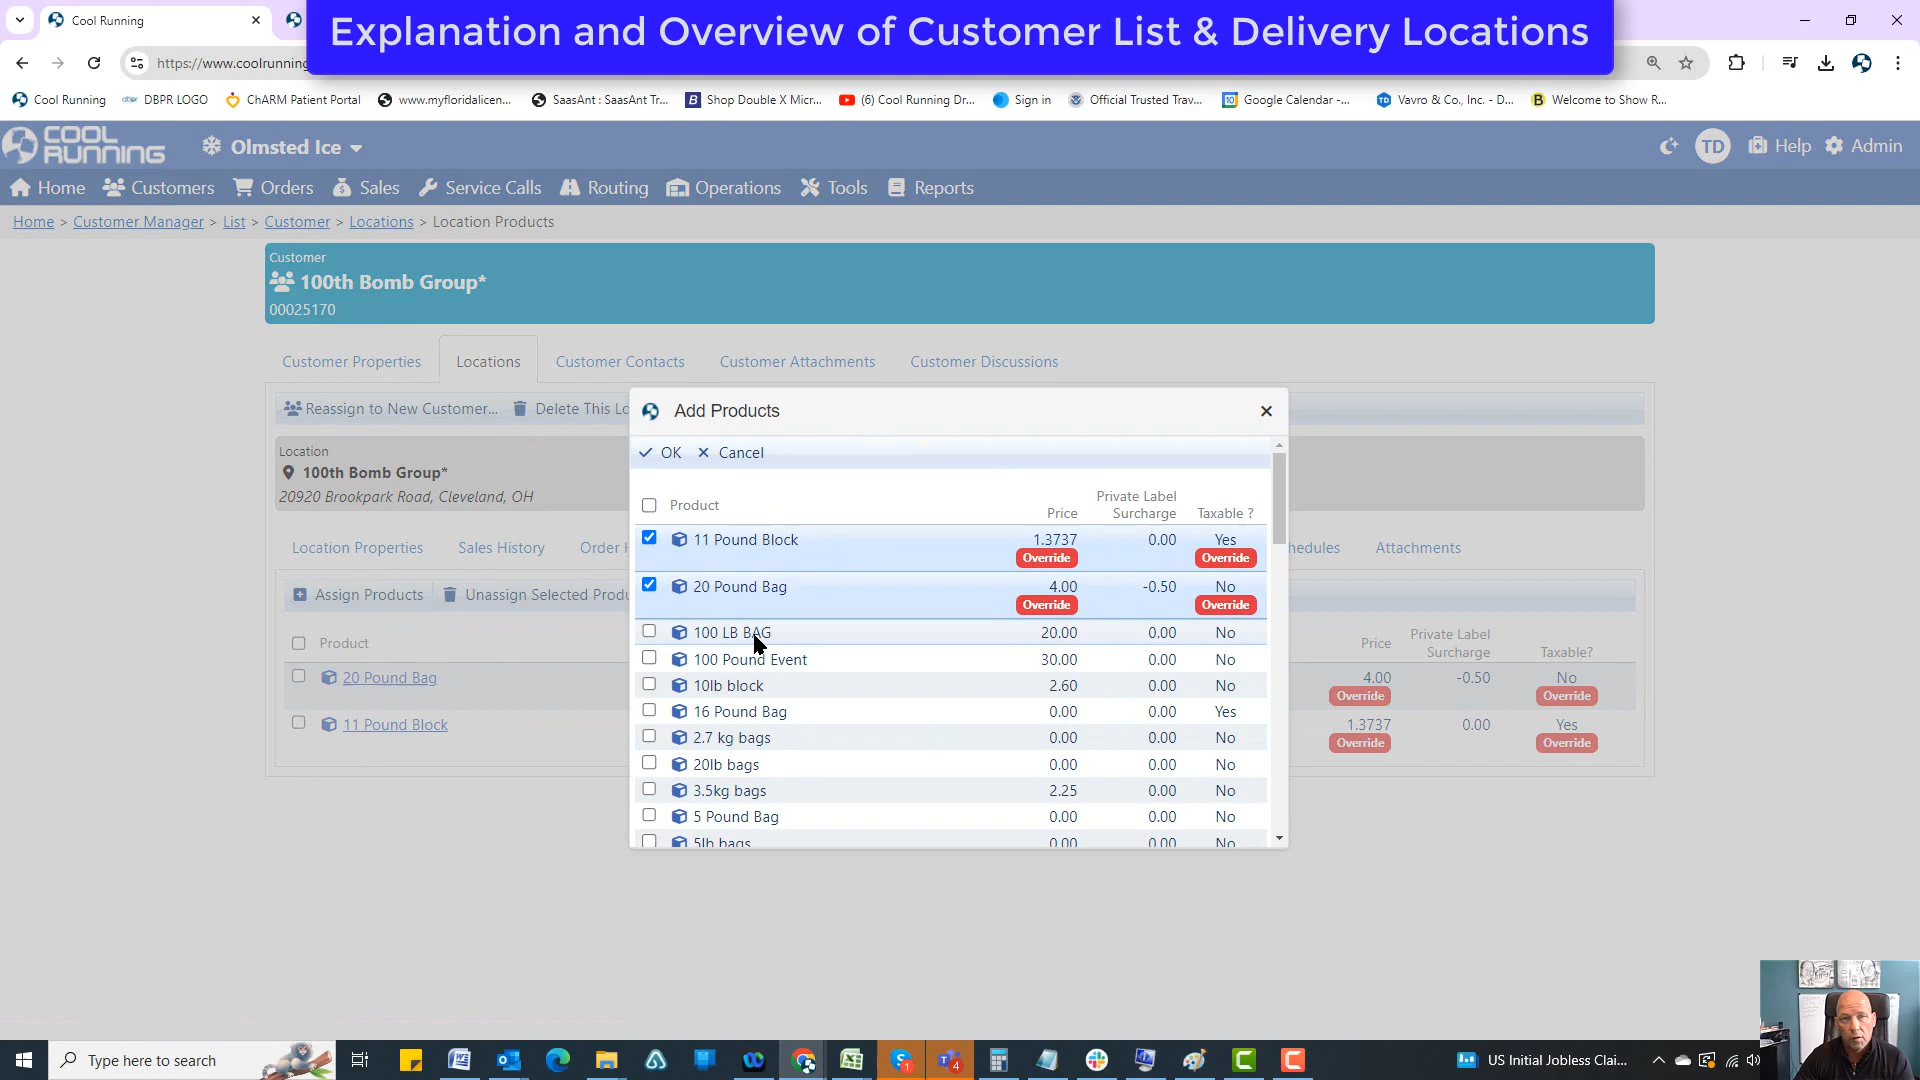 Cool Running
Explanation and Overview of Customer List & Delivery Locations
https://www.coolrunning
Cool Running
DBPR LOGO
ChARM Patient Portal
www.myfloridalicen...
SaasAnt : SaasAnt Tr...
Shop Double X Micr...
(6) Cool Running Dr...
Sign in
Official Trusted Trav...
Google Calendar -...
Vavro & Co., Inc. - D...
Welcome to Show R...
COOL
RUNNING
Olmsted Ice
TD
Help
Admin
Home
Customers
Orders
Sales
Service Calls
Routing
Operations
Tools
Reports
Home > Customer Manager > List > Customer > Locations > Location Products
Customer
100th Bomb Group*
00025170
Customer Properties
Locations
Customer Contacts
Customer Attachments
Customer Discussions
Reassign to New Customer...
Delete This Lo
Location
100th Bomb Group*
20920 Brookpark Road, Cleveland, OH
Location Properties
Sales History
Order H
hedules
Attachments
Assign Products
Unassign Selected Produ
Product
Price
Private Label
Surcharge
Taxable?
20 Pound Bag
4.00
-0.50
No
Override
Override
11 Pound Block
1.3737
0.00
Yes
Override
Override
Add Products
OK
Cancel
Product
Price
Private Label
Surcharge
Taxable ?
11 Pound Block 1.3737 0.00 Yes
Override Override
20 Pound Bag 4.00 -0.50 No
Override Override
100 LB BAG 20.00 0.00 No
100 Pound Event 30.00 0.00 No
10lb block 2.60 0.00 No
16 Pound Bag 0.00 0.00 Yes
2.7 kg bags 0.00 0.00 No
20lb bags 0.00 0.00 No
3.5kg bags 2.25 0.00 No
5 Pound Bag 0.00 0.00 No
5lb bags 0.00 0.00 No
Type here to search
1
4
US Initial Jobless Clai...